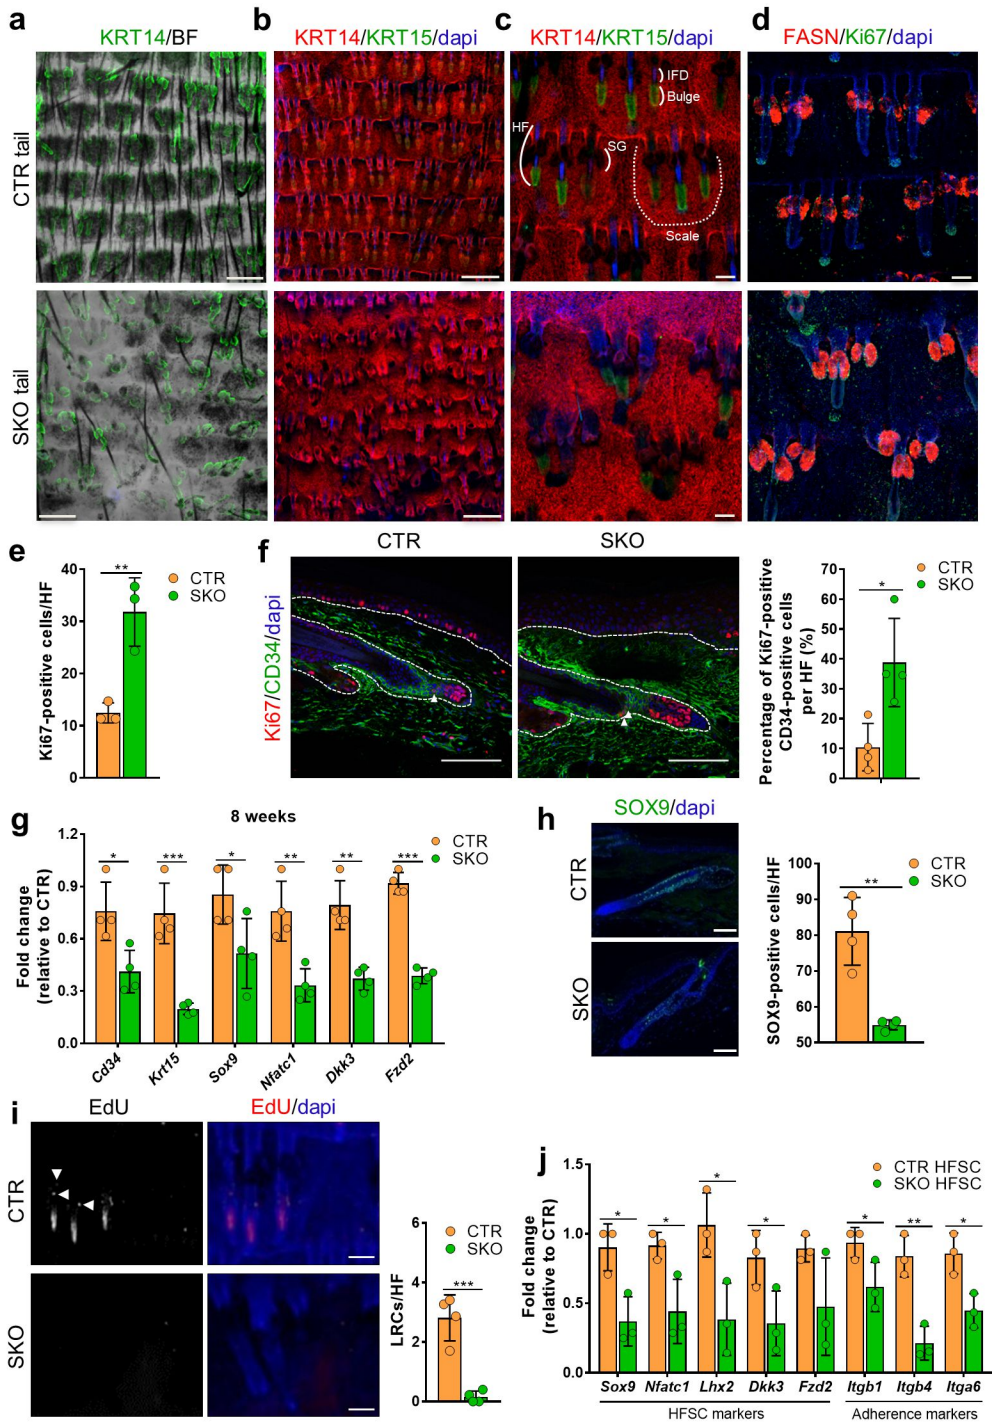 a
KRT14/BF
b
KRT14/KRT15/dapi
c
KRT14/KRT15/dapi
d
FASN/Ki67/dapi
CTR tail
IFD
Bulge
HF
SG
Scale
SKO tail
e
Ki67-positive cells/HF
40
30
20
10
0
**
CTR
SKO
f
CTR
SKO
Ki67/CD34/dapi
Percentage of Ki67-positive
CD34-positive cells
per HF (%)
70
60
50
40
30
20
10
0
*
CTR
SKO
g
8 weeks
Fold change
(relative to CTR)
1.2
0.9
0.6
0.3
0.0
* *** * ** ** ***
CTR
SKO
Cd34 Krt15 Sox9 Nfatc1 Dkk3 Fzd2
h
SOX9/dapi
CTR
SKO
SOX9-positive cells/HF
100
90
80
70
60
50
**
CTR
SKO
i
EdU
EdU/dapi
CTR
SKO
LRCs/HF
6
4
2
0
***
CTR
SKO
j
Fold change
(relative to CTR)
1.5
1.0
0.5
0.0
* * * * * ** *
CTR HFSC
SKO HFSC
Sox9 Nfatc1 Lhx2 Dkk3 Fzd2 Itgb1 Itgb4 Itga6
HFSC markers
Adherence markers